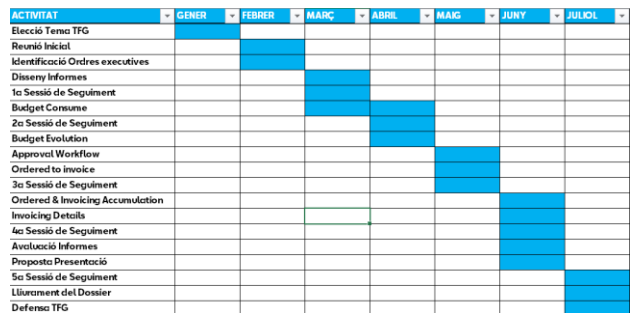 ACTIVITAT GENER FEBRER MARÇ ABRIL MAIG JUNY JULIOL
Elecció Tema TFG
Reunió Inicial
Identificació Ordres executives
Disseny Informes
1a Sessió de Seguiment
Budget Consume
2a Sessió de Seguiment
Budget Evolution
Approval Workflow
Ordered to invoice
3a Sessió de Seguiment
Ordered & Invoicing Accumulation
Invoicing Details
4a Sessió de Seguiment
Avaluació Informes
Proposta Presentació
5a Sessió de Seguiment
Lliurament del Dossier
Defensa TFG